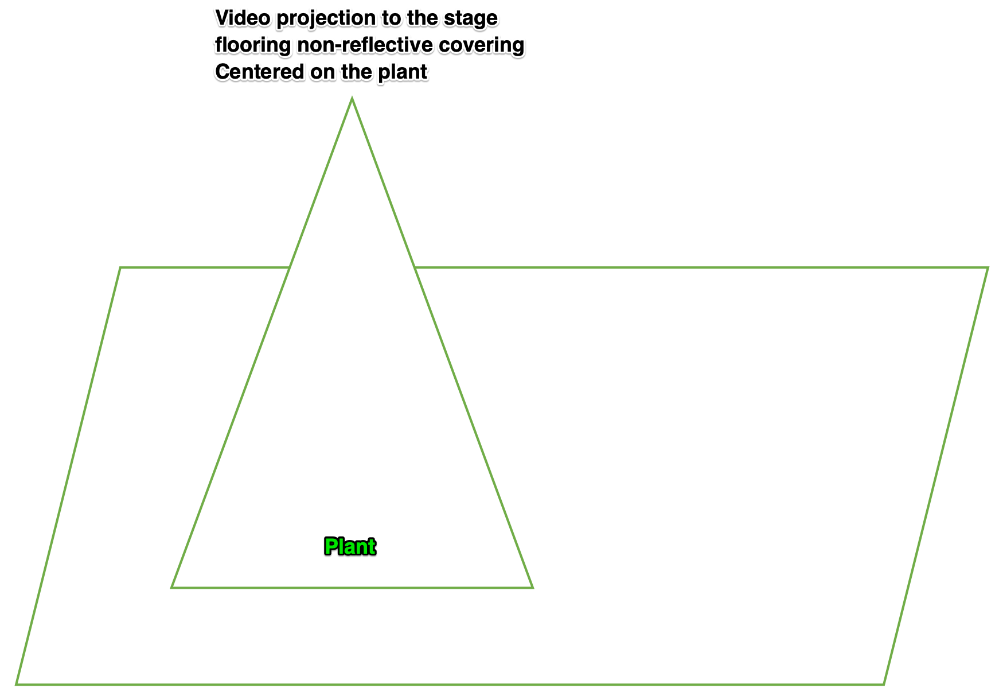 Video projection to the stage
flooring non-reflective covering
Centered on the plant
Plant